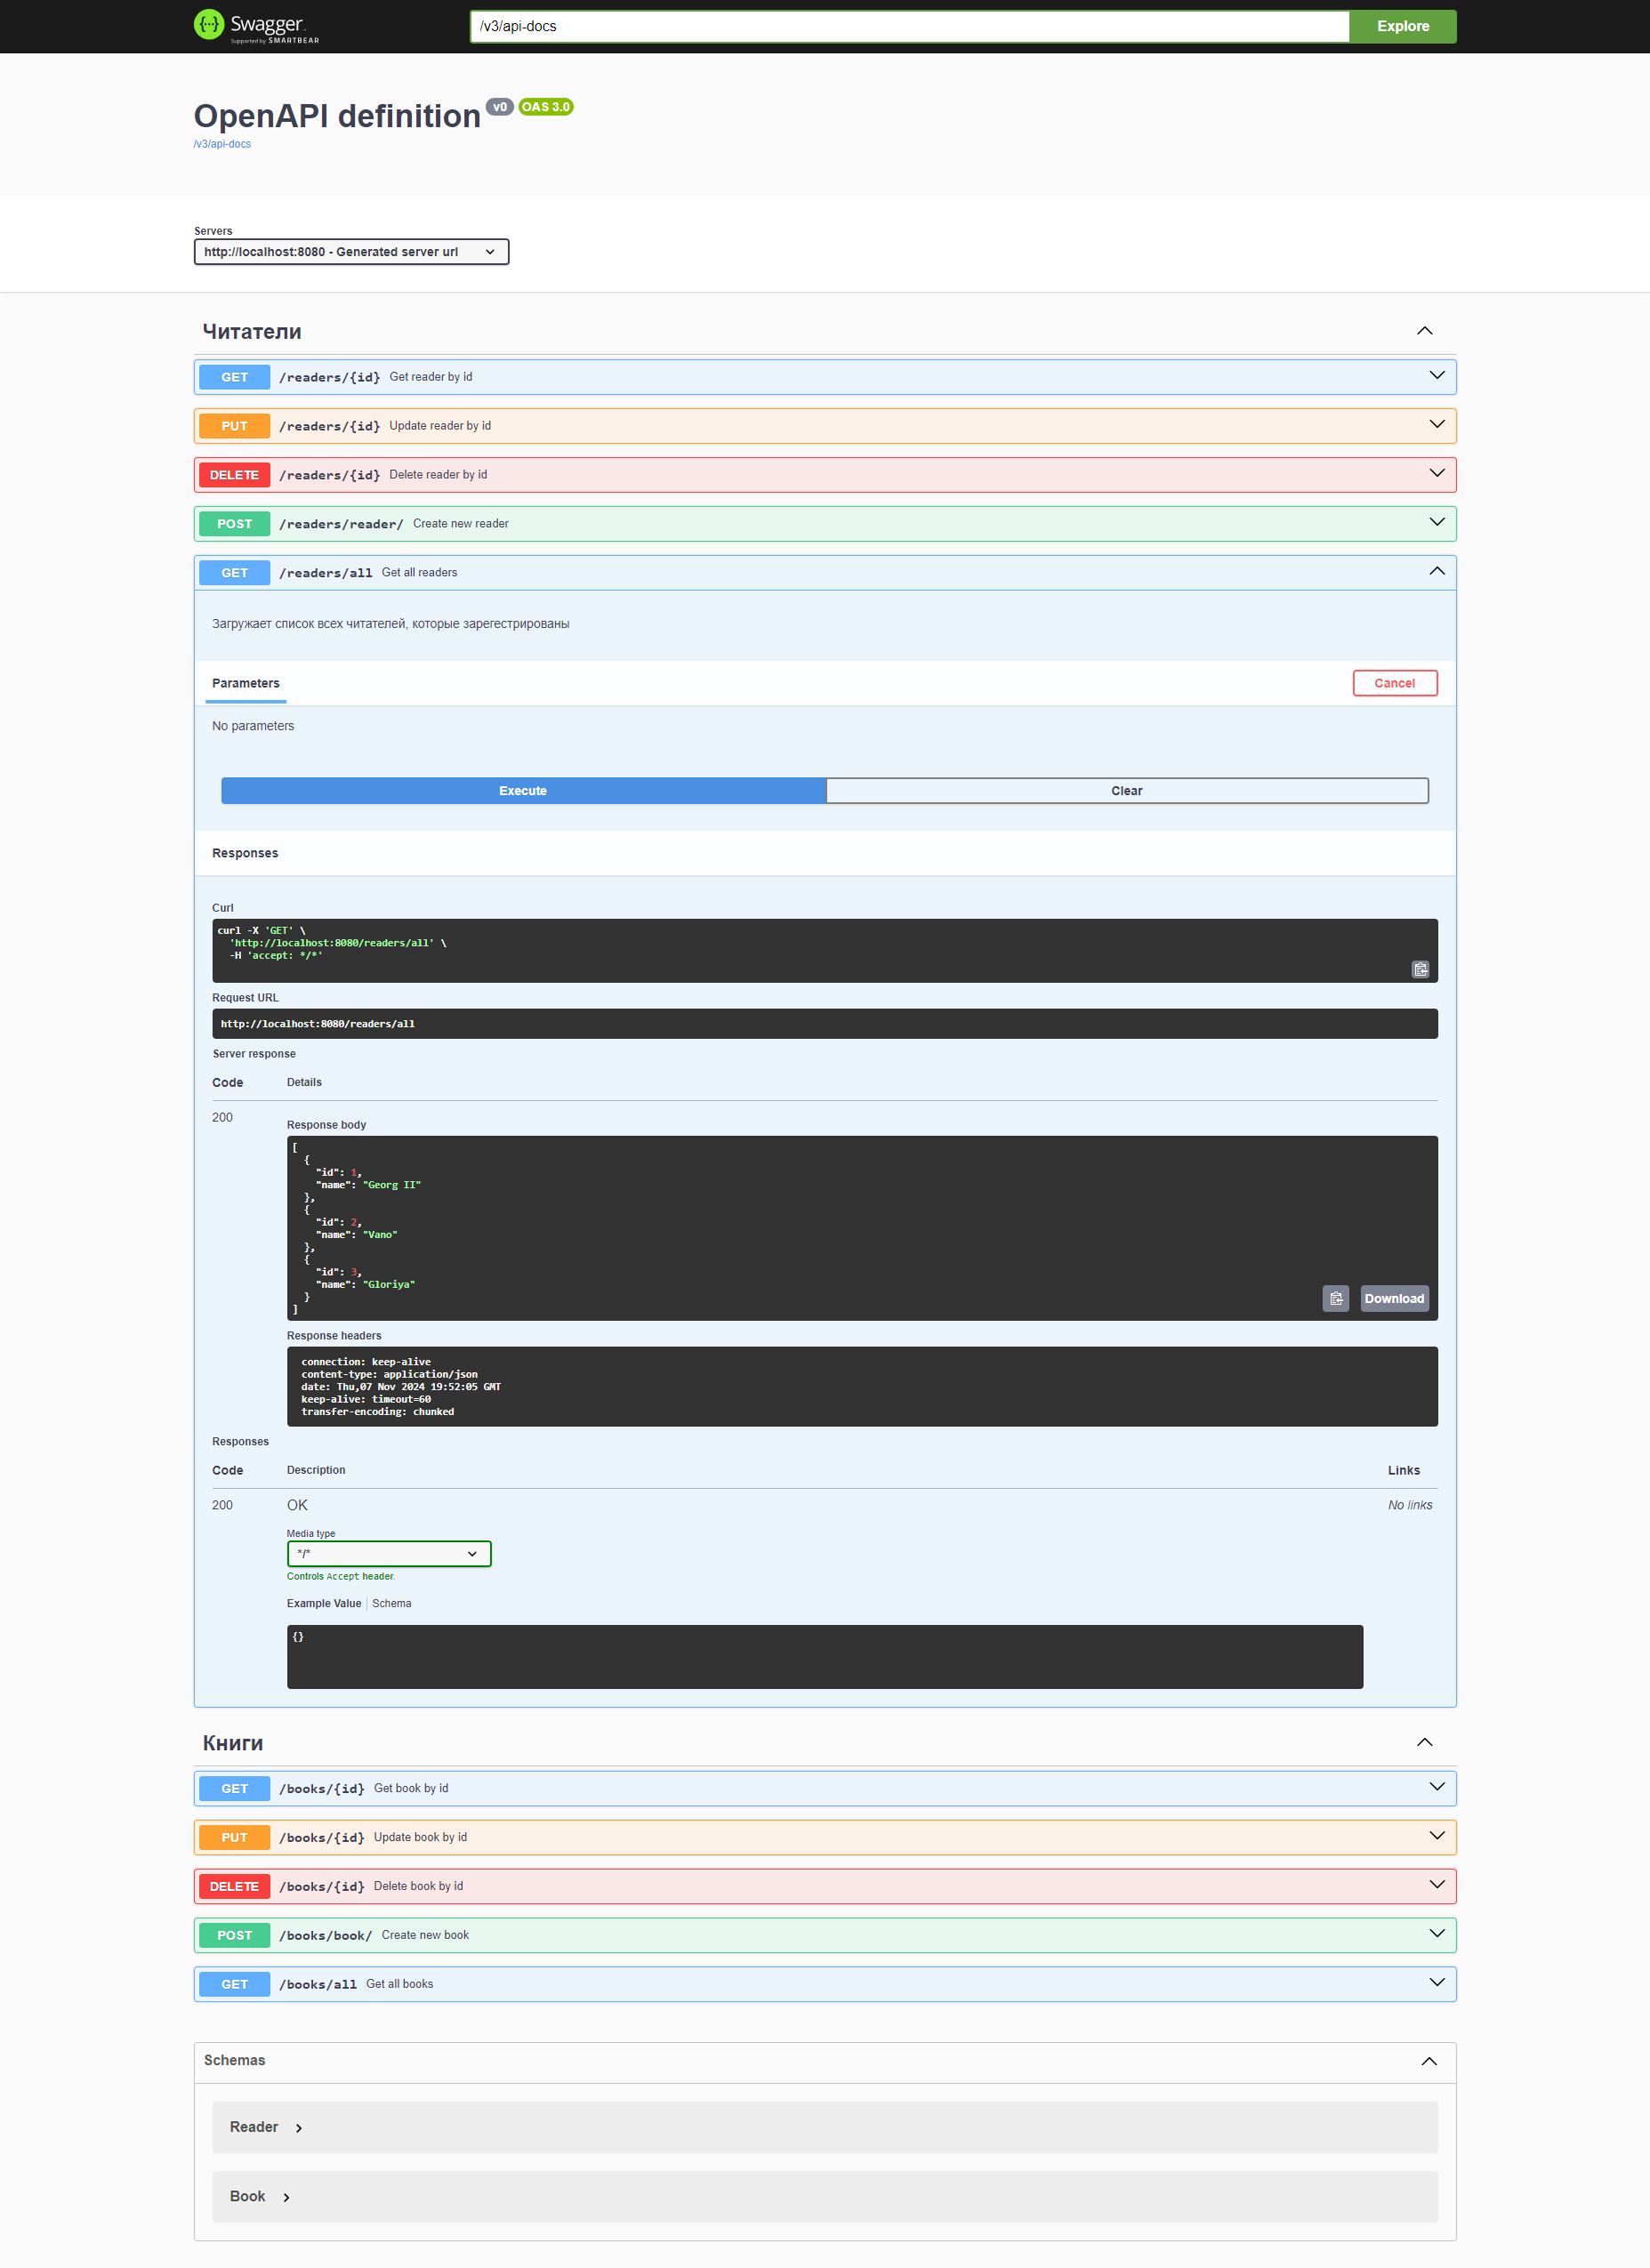 Swagger
Supported by SMARTBEAR
/v3/api-docs
Explore
OpenAPI definition v0 OAS 3.0
/v3/api-docs
Servers
http://localhost:8080 - Generated server url
Читатели
GET /readers/{id} Get reader by id
PUT /readers/{id} Update reader by id
DELETE /readers/{id} Delete reader by id
POST /readers/reader/ Create new reader
GET /readers/all Get all readers
Загружает список всех читателей, которые зарегестрированы
Parameters
Cancel
No parameters
Execute
Clear
Responses
Curl
curl -X 'GET' \
'http://localhost:8080/readers/all' \
-H 'accept: */*'
Request URL
http://localhost:8080/readers/all
Server response
Code Details
200
Response body
[
{
"id": 1,
"name": "Georg II"
},
{
"id": 2,
"name": "Vano"
},
{
"id": 3,
"name": "Gloriya"
}
]
Download
Response headers
connection: keep-alive
content-type: application/json
date: Thu,07 Nov 2024 19:52:05 GMT
keep-alive: timeout=60
transfer-encoding: chunked
Responses
Code Description Links
200 OK No links
Media type
*/*
Controls Accept header.
Example Value Schema
{}
Книги
GET /books/{id} Get book by id
PUT /books/{id} Update book by id
DELETE /books/{id} Delete book by id
POST /books/book/ Create new book
GET /books/all Get all books
Schemas
Reader
Book